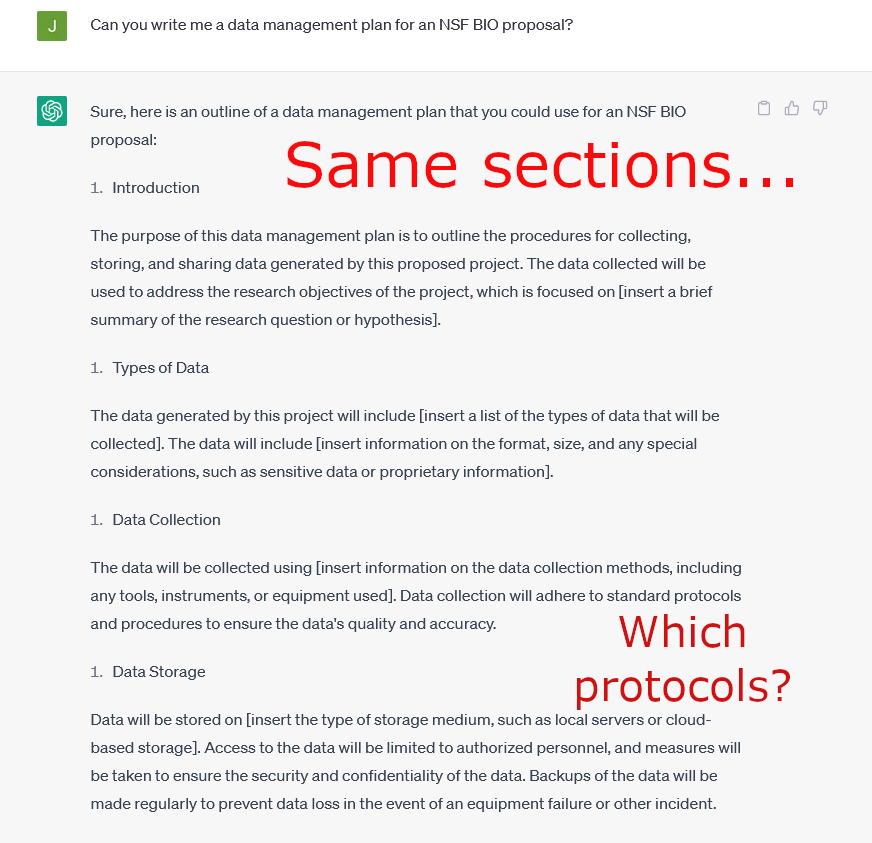 J
Can you write me a data management plan for an NSF BIO proposal?
Sure, here is an outline of a data management plan that you could use for an NSF BIO
proposal:
Same sections...
1. Introduction
The purpose of this data management plan is to outline the procedures for collecting,
storing, and sharing data generated by this proposed project. The data collected will be
used to address the research objectives of the project, which is focused on [insert a brief
summary of the research question or hypothesis].
1. Types of Data
The data generated by this project will include [insert a list of the types of data that will be
collected]. The data will include [insert information on the format, size, and any special
considerations, such as sensitive data or proprietary information].
1. Data Collection
The data will be collected using [insert information on the data collection methods, including
any tools, instruments, or equipment used]. Data collection will adhere to standard protocols
and procedures to ensure the data's quality and accuracy.
Which
protocols?
1. Data Storage
Data will be stored on [insert the type of storage medium, such as local servers or cloud-
based storage]. Access to the data will be limited to authorized personnel, and measures will
be taken to ensure the security and confidentiality of the data. Backups of the data will be
made regularly to prevent data loss in the event of an equipment failure or other incident.